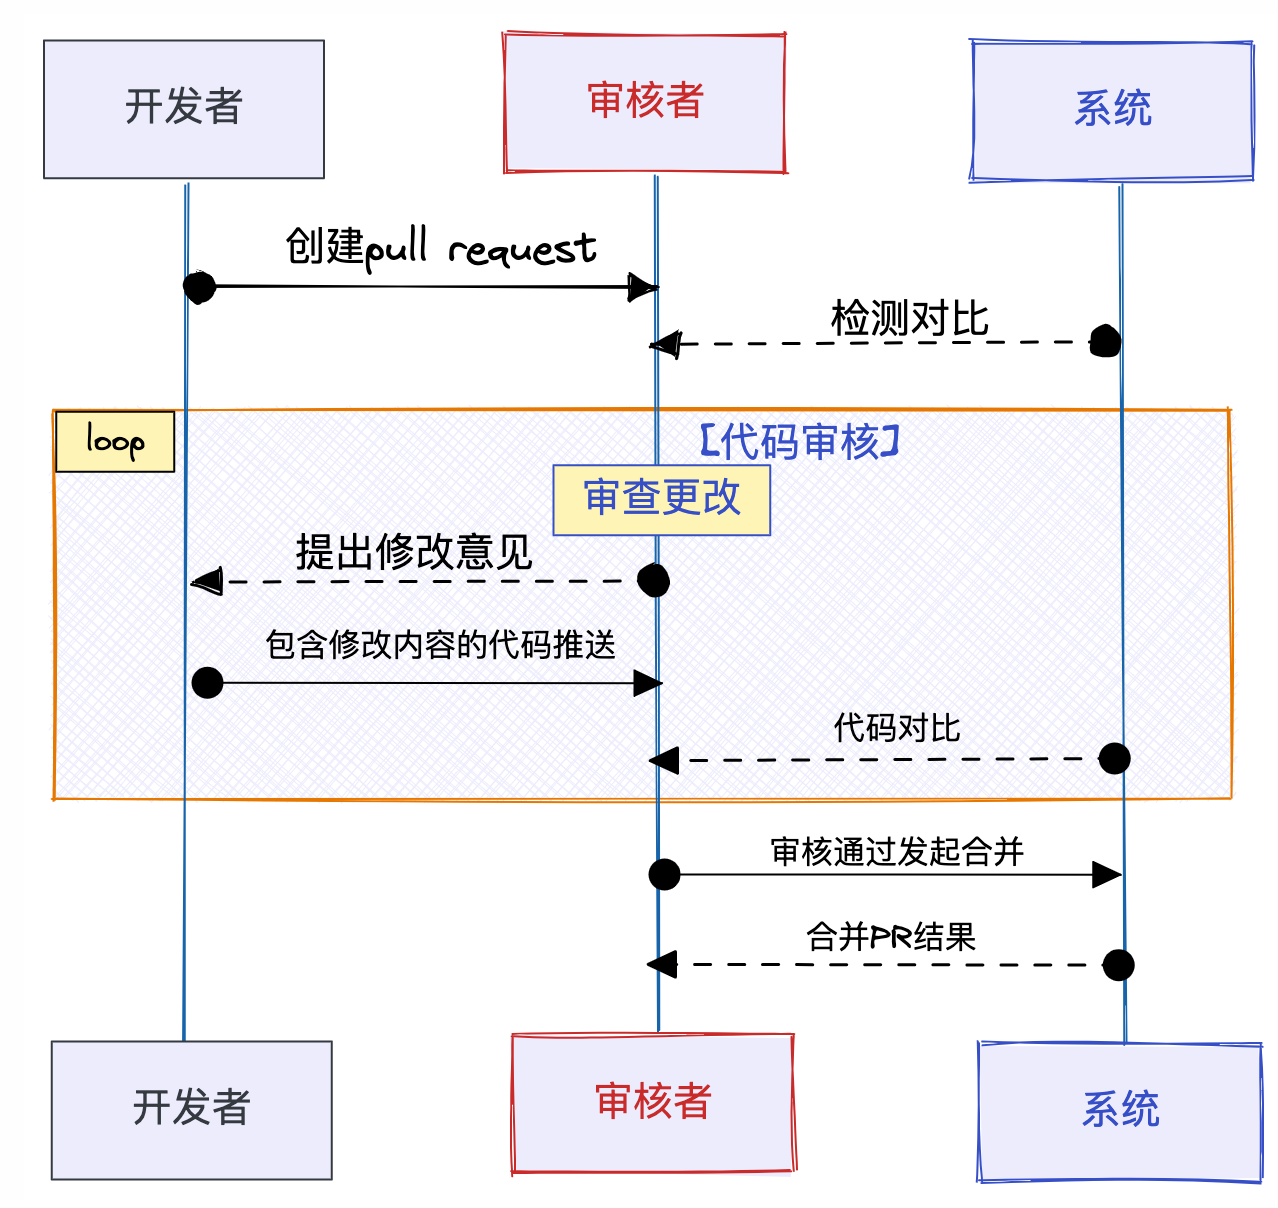 开发者
审核者
系统
创建pull request
检测对比
loop
【代码审核】
审查更改
提出修改意见
包含修改内容的代码推送
代码对比
审核通过发起合并
合并PR结果
开发者
审核者
系统